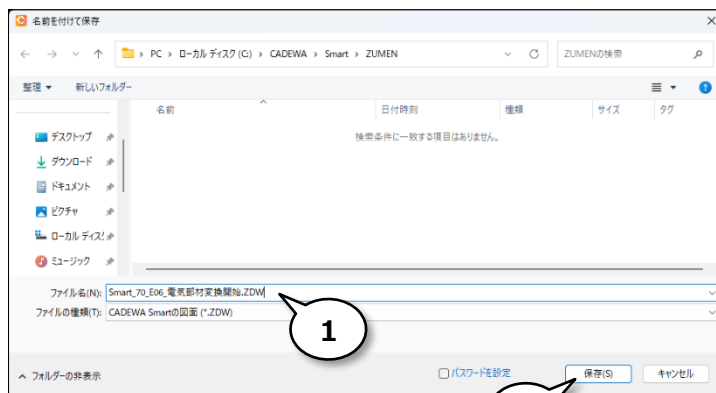 名前を付けて保存
PC › ローカル ディスク (C:) › CADEWA › Smart › ZUMEN
ZUMENの検索
整理 新しいフォルダー
名前 日付時刻 種類 サイズ タグ
検索条件に一致する項目はありません。
デスクトップ
ダウンロード
ドキュメント
ピクチャ
ローカル ディスク
ミュージック
ファイル名(N): Smart_70_E06_電気部材変換開始.ZDW
ファイルの種類(T): CADEWA Smartの図面 (*.ZDW)
1
フォルダーの非表示
パスワードを設定
保存(S)
キャンセル